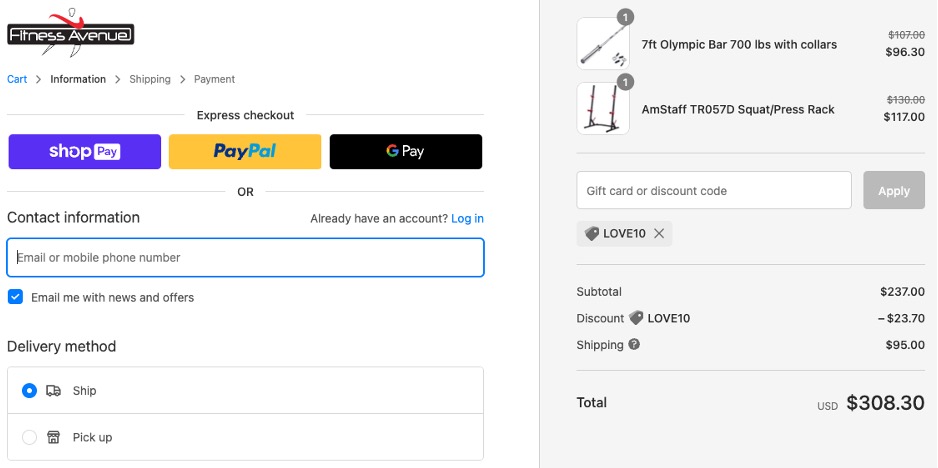 Fitness Avenue
Cart > Information > Shipping > Payment
Express checkout
shop Pay
PayPal
G Pay
OR
Contact information
Already have an account? Log in
Email or mobile phone number
Email me with news and offers
Delivery method
Ship
Pick up
1
7ft Olympic Bar 700 lbs with collars
$107.00
$96.30
1
AmStaff TR057D Squat/Press Rack
$130.00
$117.00
Gift card or discount code
Apply
LOVE10
Subtotal $237.00
Discount LOVE10 – $23.70
Shipping ? $95.00
Total USD $308.30